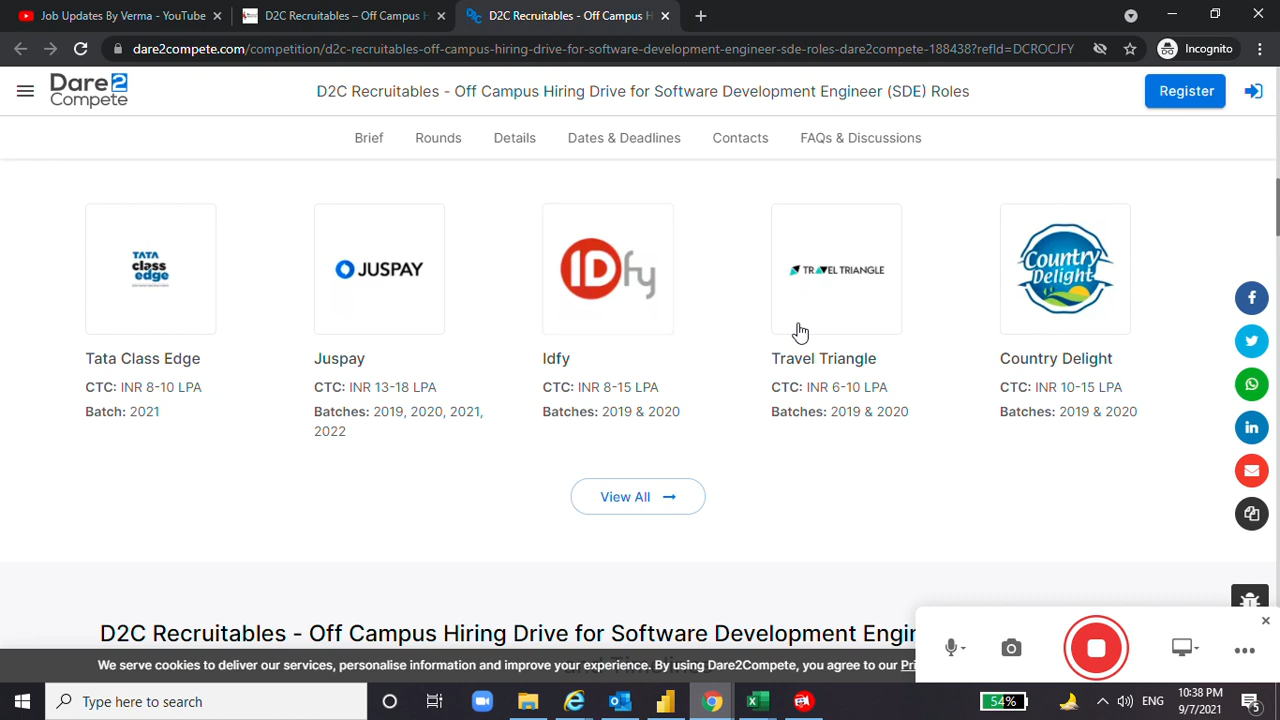 Job Updates By Verma - YouTube
D2C Recruitables – Off Campus H
D2C Recruitables - Off Campus H
dare2compete.com/competition/d2c-recruitables-off-campus-hiring-drive-for-software-development-engineer-sde-roles-dare2compete-188438?refId=DCROCJFY
Incognito
Dare2
Compete
D2C Recruitables - Off Campus Hiring Drive for Software Development Engineer (SDE) Roles
Register
Brief
Rounds
Details
Dates & Deadlines
Contacts
FAQs & Discussions
TATA
class
edge
JUSPAY
IDfy
TRAVEL TRIANGLE
Country
Delight
Tata Class Edge
Juspay
Idfy
Travel Triangle
Country Delight
CTC: INR 8-10 LPA
CTC: INR 13-18 LPA
CTC: INR 8-15 LPA
CTC: INR 6-10 LPA
CTC: INR 10-15 LPA
Batch: 2021
Batches: 2019, 2020, 2021,
2022
Batches: 2019 & 2020
Batches: 2019 & 2020
Batches: 2019 & 2020
View All
D2C Recruitables - Off Campus Hiring Drive for Software Development Engin
We serve cookies to deliver our services, personalise information and improve your experience. By using Dare2Compete, you agree to our Pri
Type here to search
54%
ENG
10:38 PM
9/7/2021
5